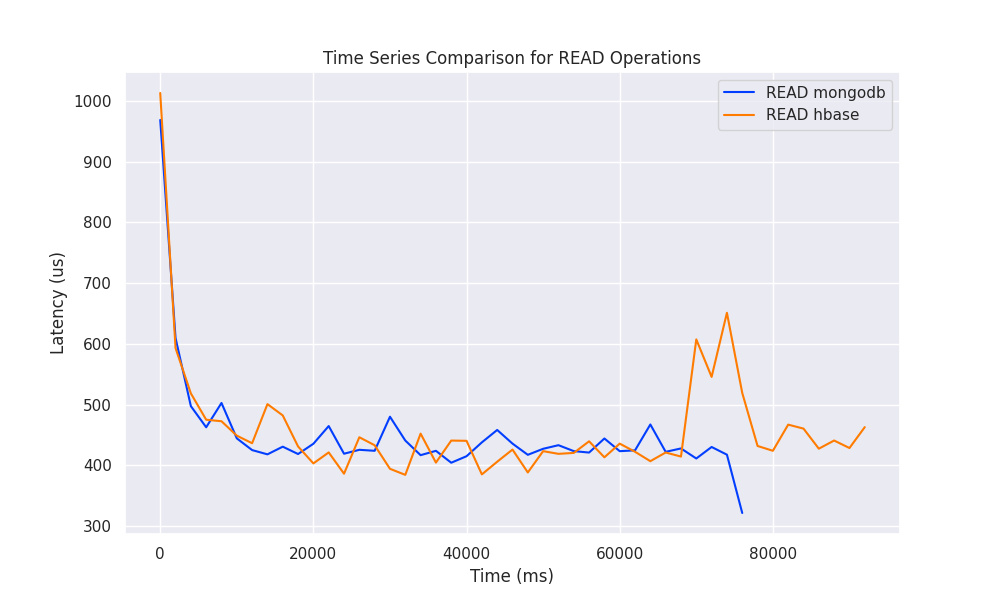 Time Series Comparison for READ Operations
READ mongodb
READ hbase
Latency (us)
1000
900
800
700
600
500
400
300
0
20000
40000
60000
80000
Time (ms)